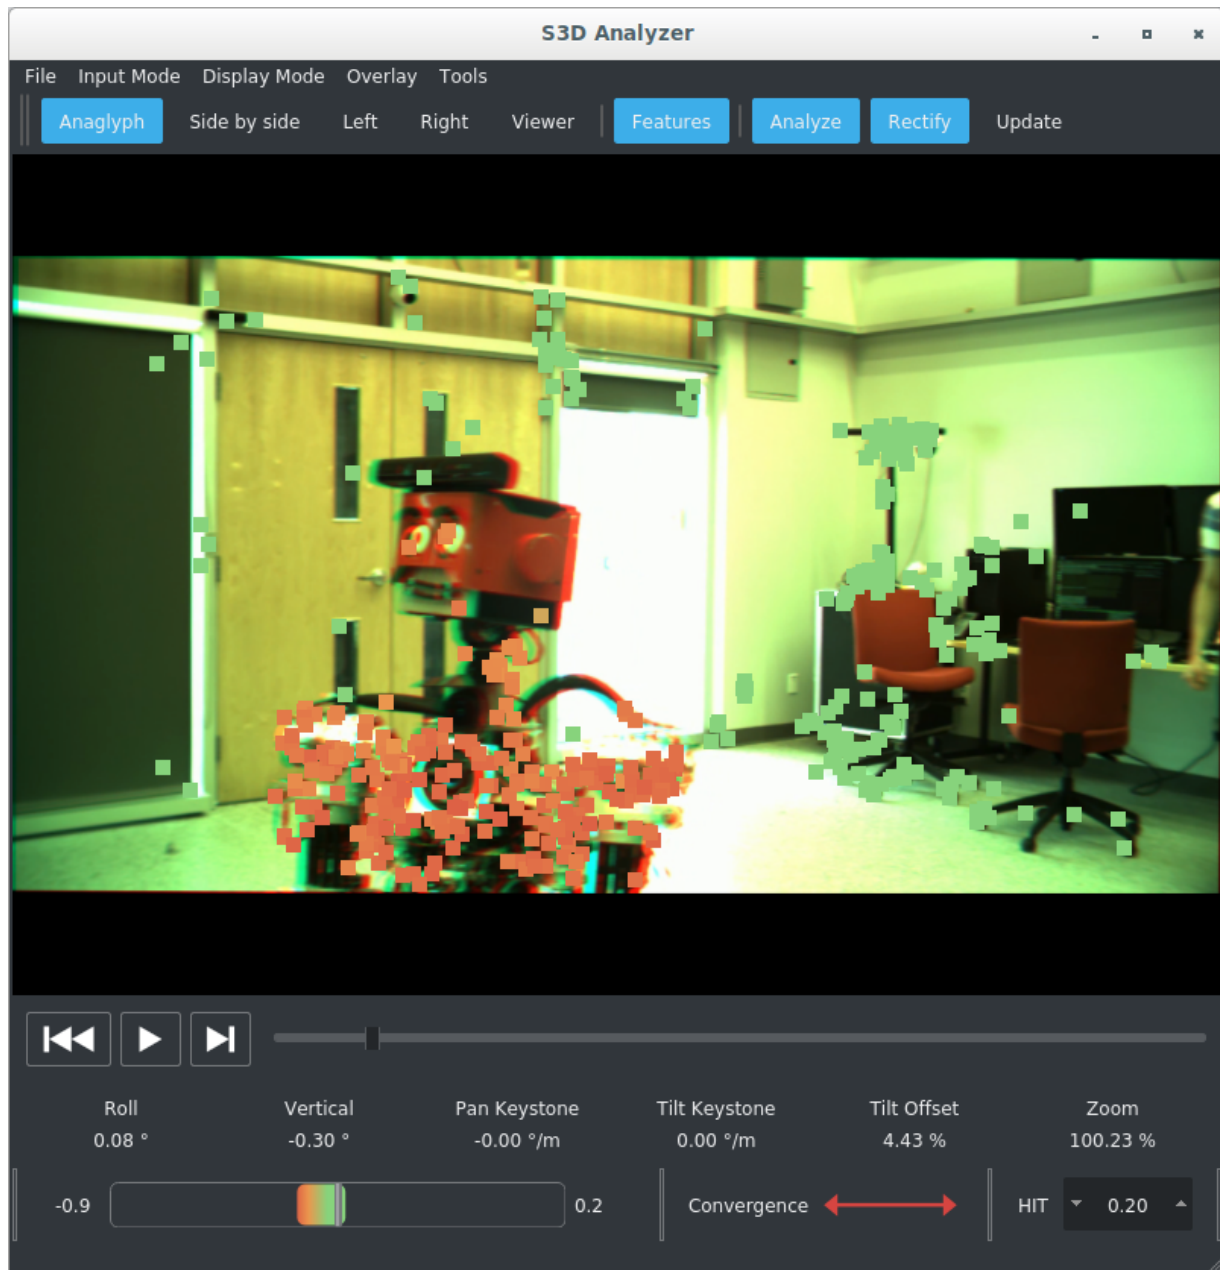 S3D Analyzer
File Input Mode Display Mode Overlay Tools
Anaglyph Side by side Left Right Viewer Features Analyze Rectify Update
Roll Vertical Pan Keystone Tilt Keystone Tilt Offset Zoom
0.08 ° -0.30 ° -0.00 °/m 0.00 °/m 4.43 % 100.23 %
-0.9 0.2 Convergence HIT 0.20